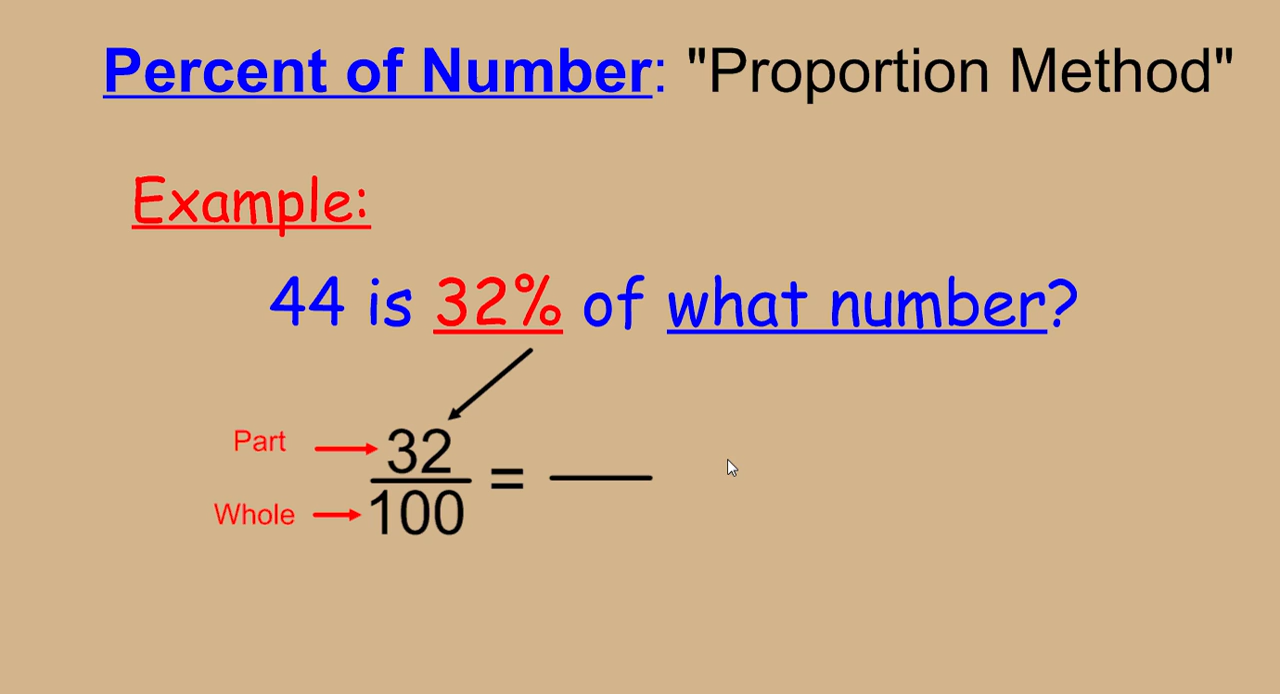 Percent of Number: "Proportion Method"
Example:
44 is 32% of what number?
Part 32
=
Whole 100